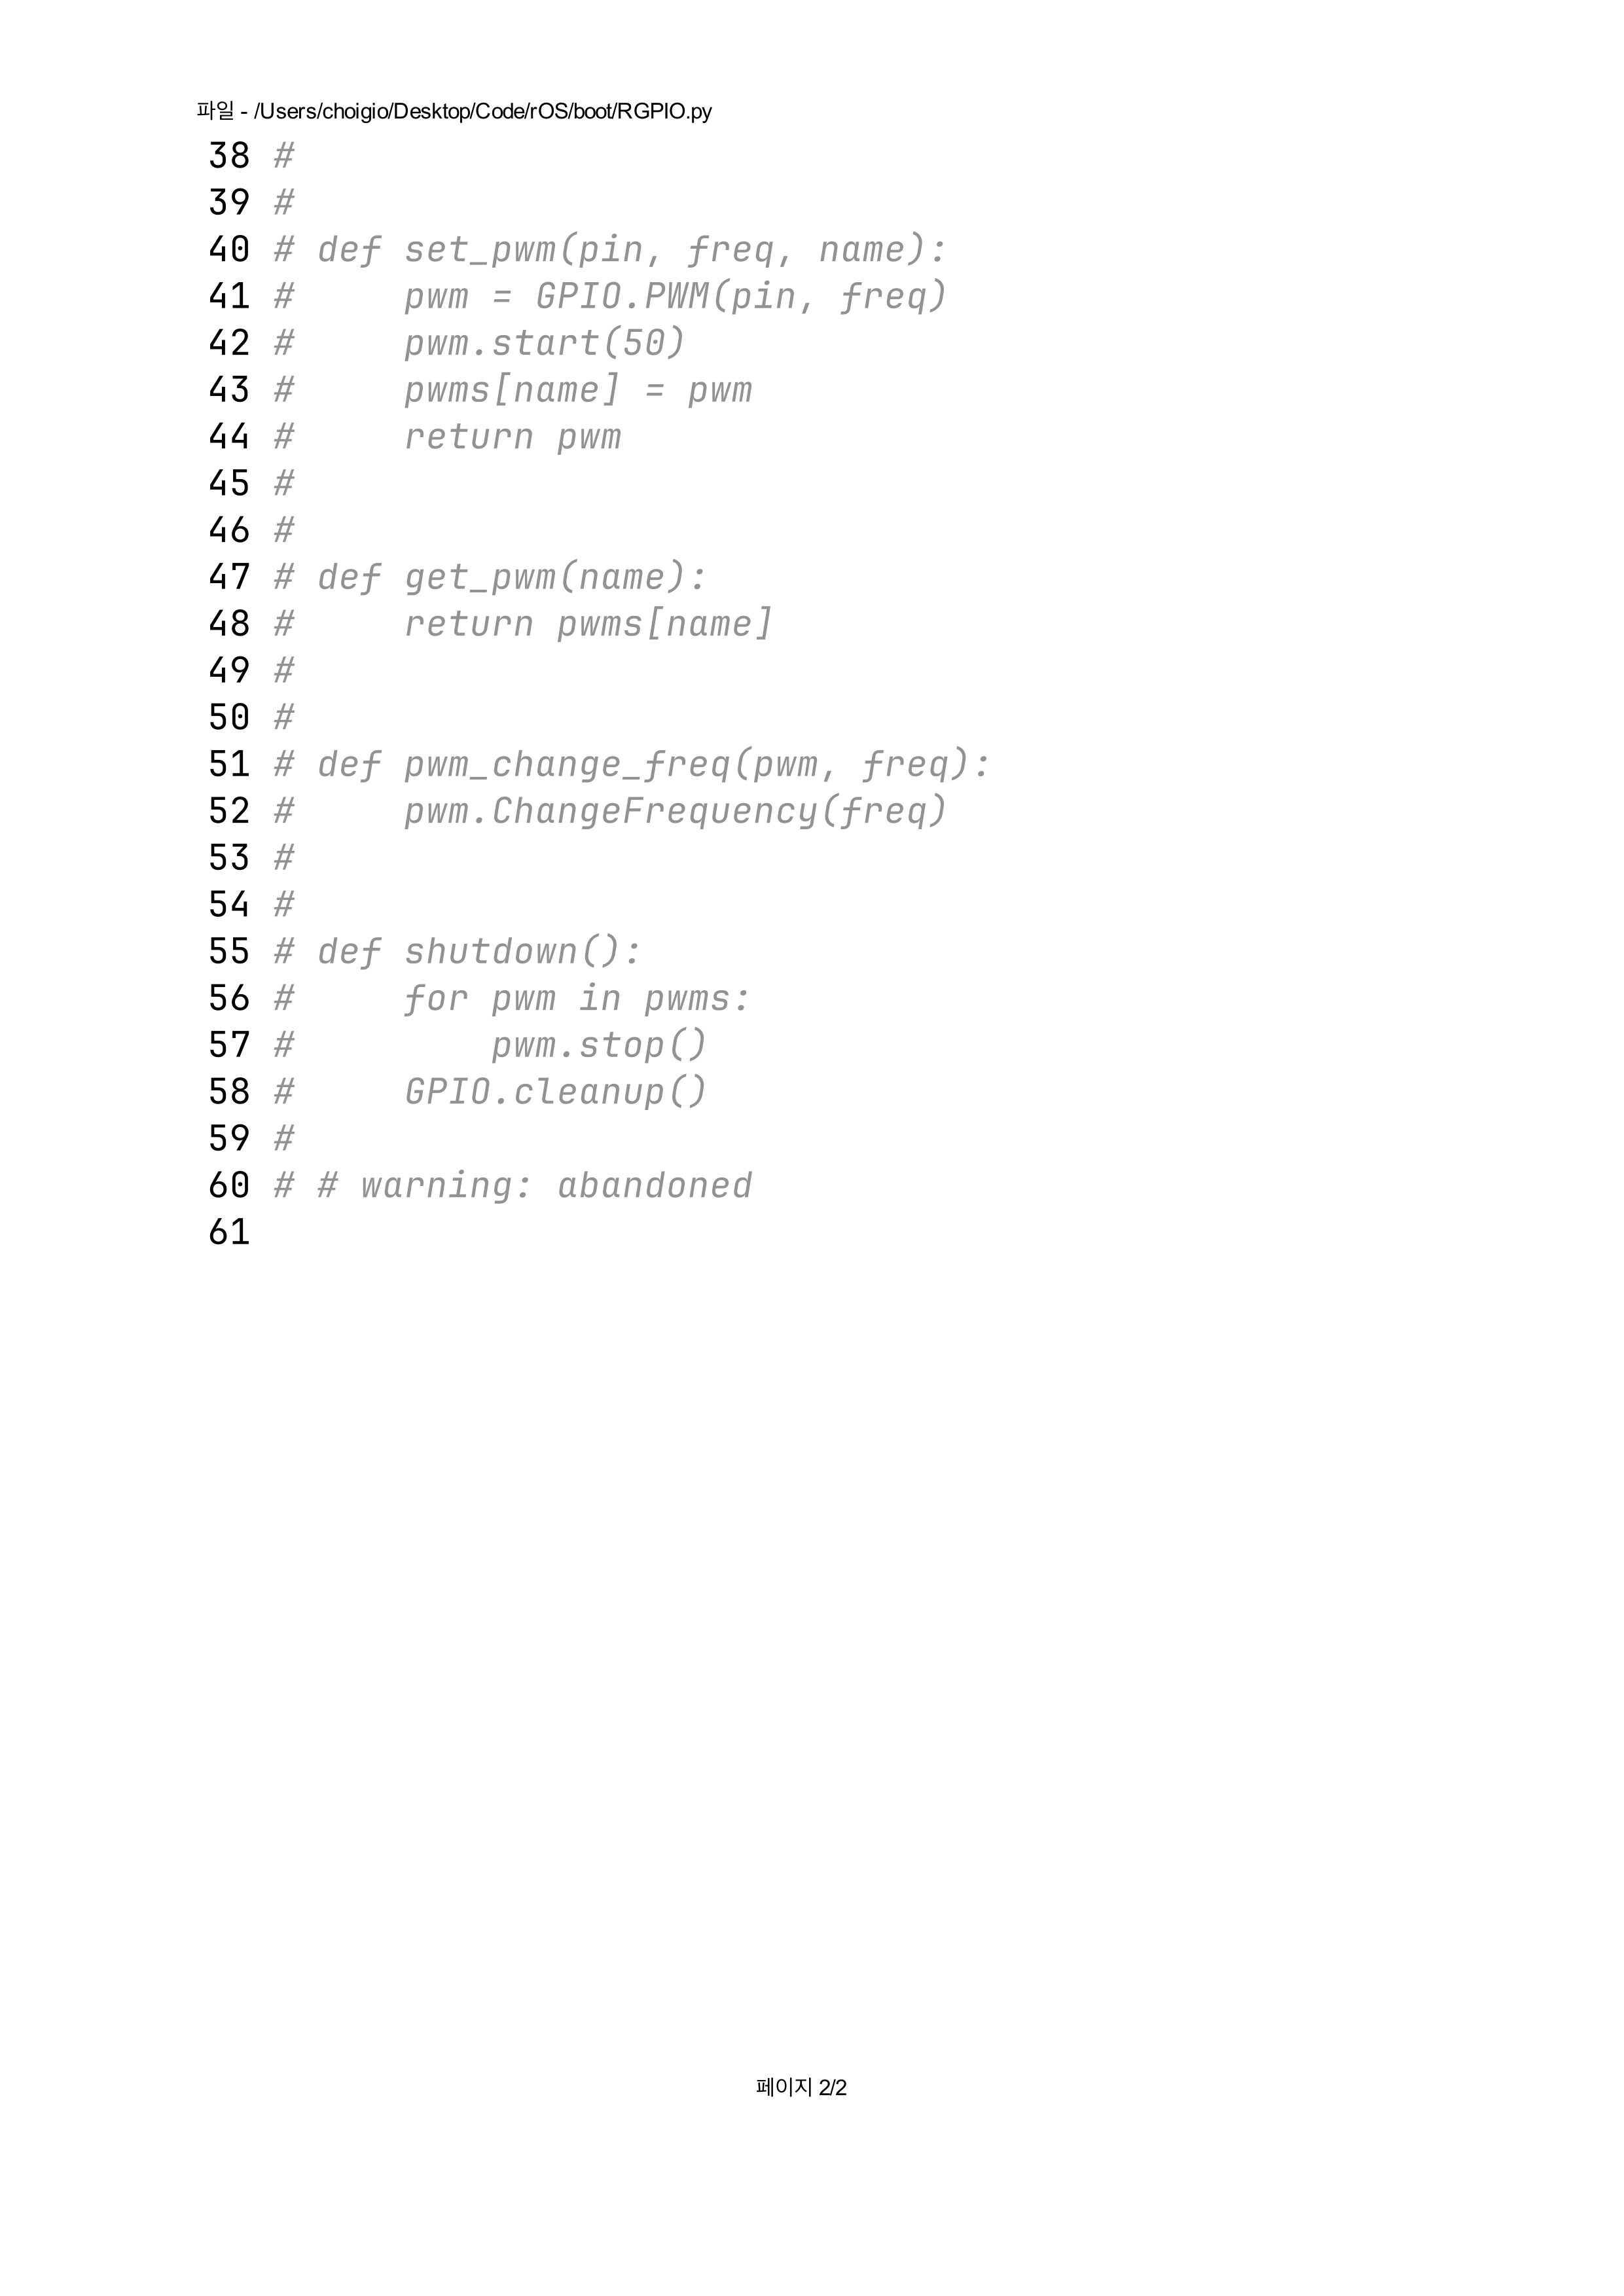 파일 - /Users/choigio/Desktop/Code/rOS/boot/RGPIO.py
38 #
39 #
40 # def set_pwm(pin, freq, name):
41 #     pwm = GPIO.PWM(pin, freq)
42 #     pwm.start(50)
43 #     pwms[name] = pwm
44 #     return pwm
45 #
46 #
47 # def get_pwm(name):
48 #     return pwms[name]
49 #
50 #
51 # def pwm_change_freq(pwm, freq):
52 #     pwm.ChangeFrequency(freq)
53 #
54 #
55 # def shutdown():
56 #     for pwm in pwms:
57 #         pwm.stop()
58 #     GPIO.cleanup()
59 #
60 # # warning: abandoned
61
페이지 2/2